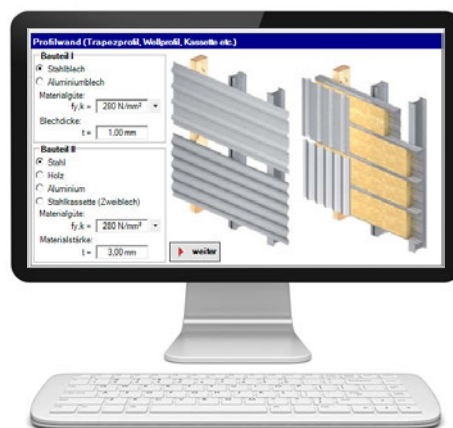 Profilwand (Trapezprofil, Wellprofil, Kassette etc.)
Bauteil I
Stahlblech
Aluminiumblech
Materialgüte:
fy,k = 280 N/mm²
Blechdicke:
t = 1,00 mm
Bauteil II
Stahl
Holz
Aluminium
Stahlkassette (Zweiblech)
Materialgüte:
fy,k = 280 N/mm²
Materialstärke:
t = 3,00 mm
weiter